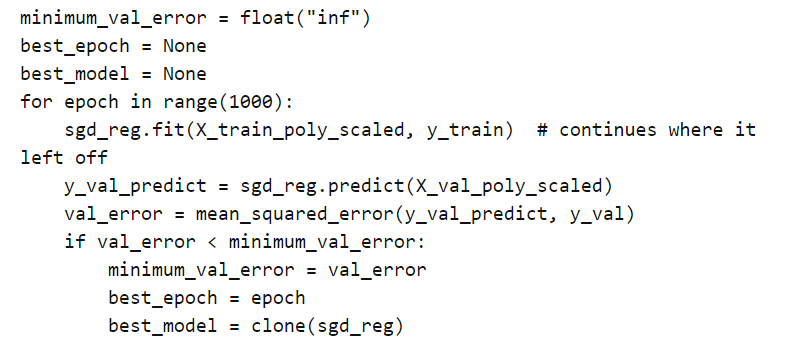 minimum_val_error = float("inf")
best_epoch = None
best_model = None
for epoch in range(1000):
    sgd_reg.fit(X_train_poly_scaled, y_train)  # continues where it
left off
    y_val_predict = sgd_reg.predict(X_val_poly_scaled)
    val_error = mean_squared_error(y_val_predict, y_val)
    if val_error < minimum_val_error:
        minimum_val_error = val_error
        best_epoch = epoch
        best_model = clone(sgd_reg)